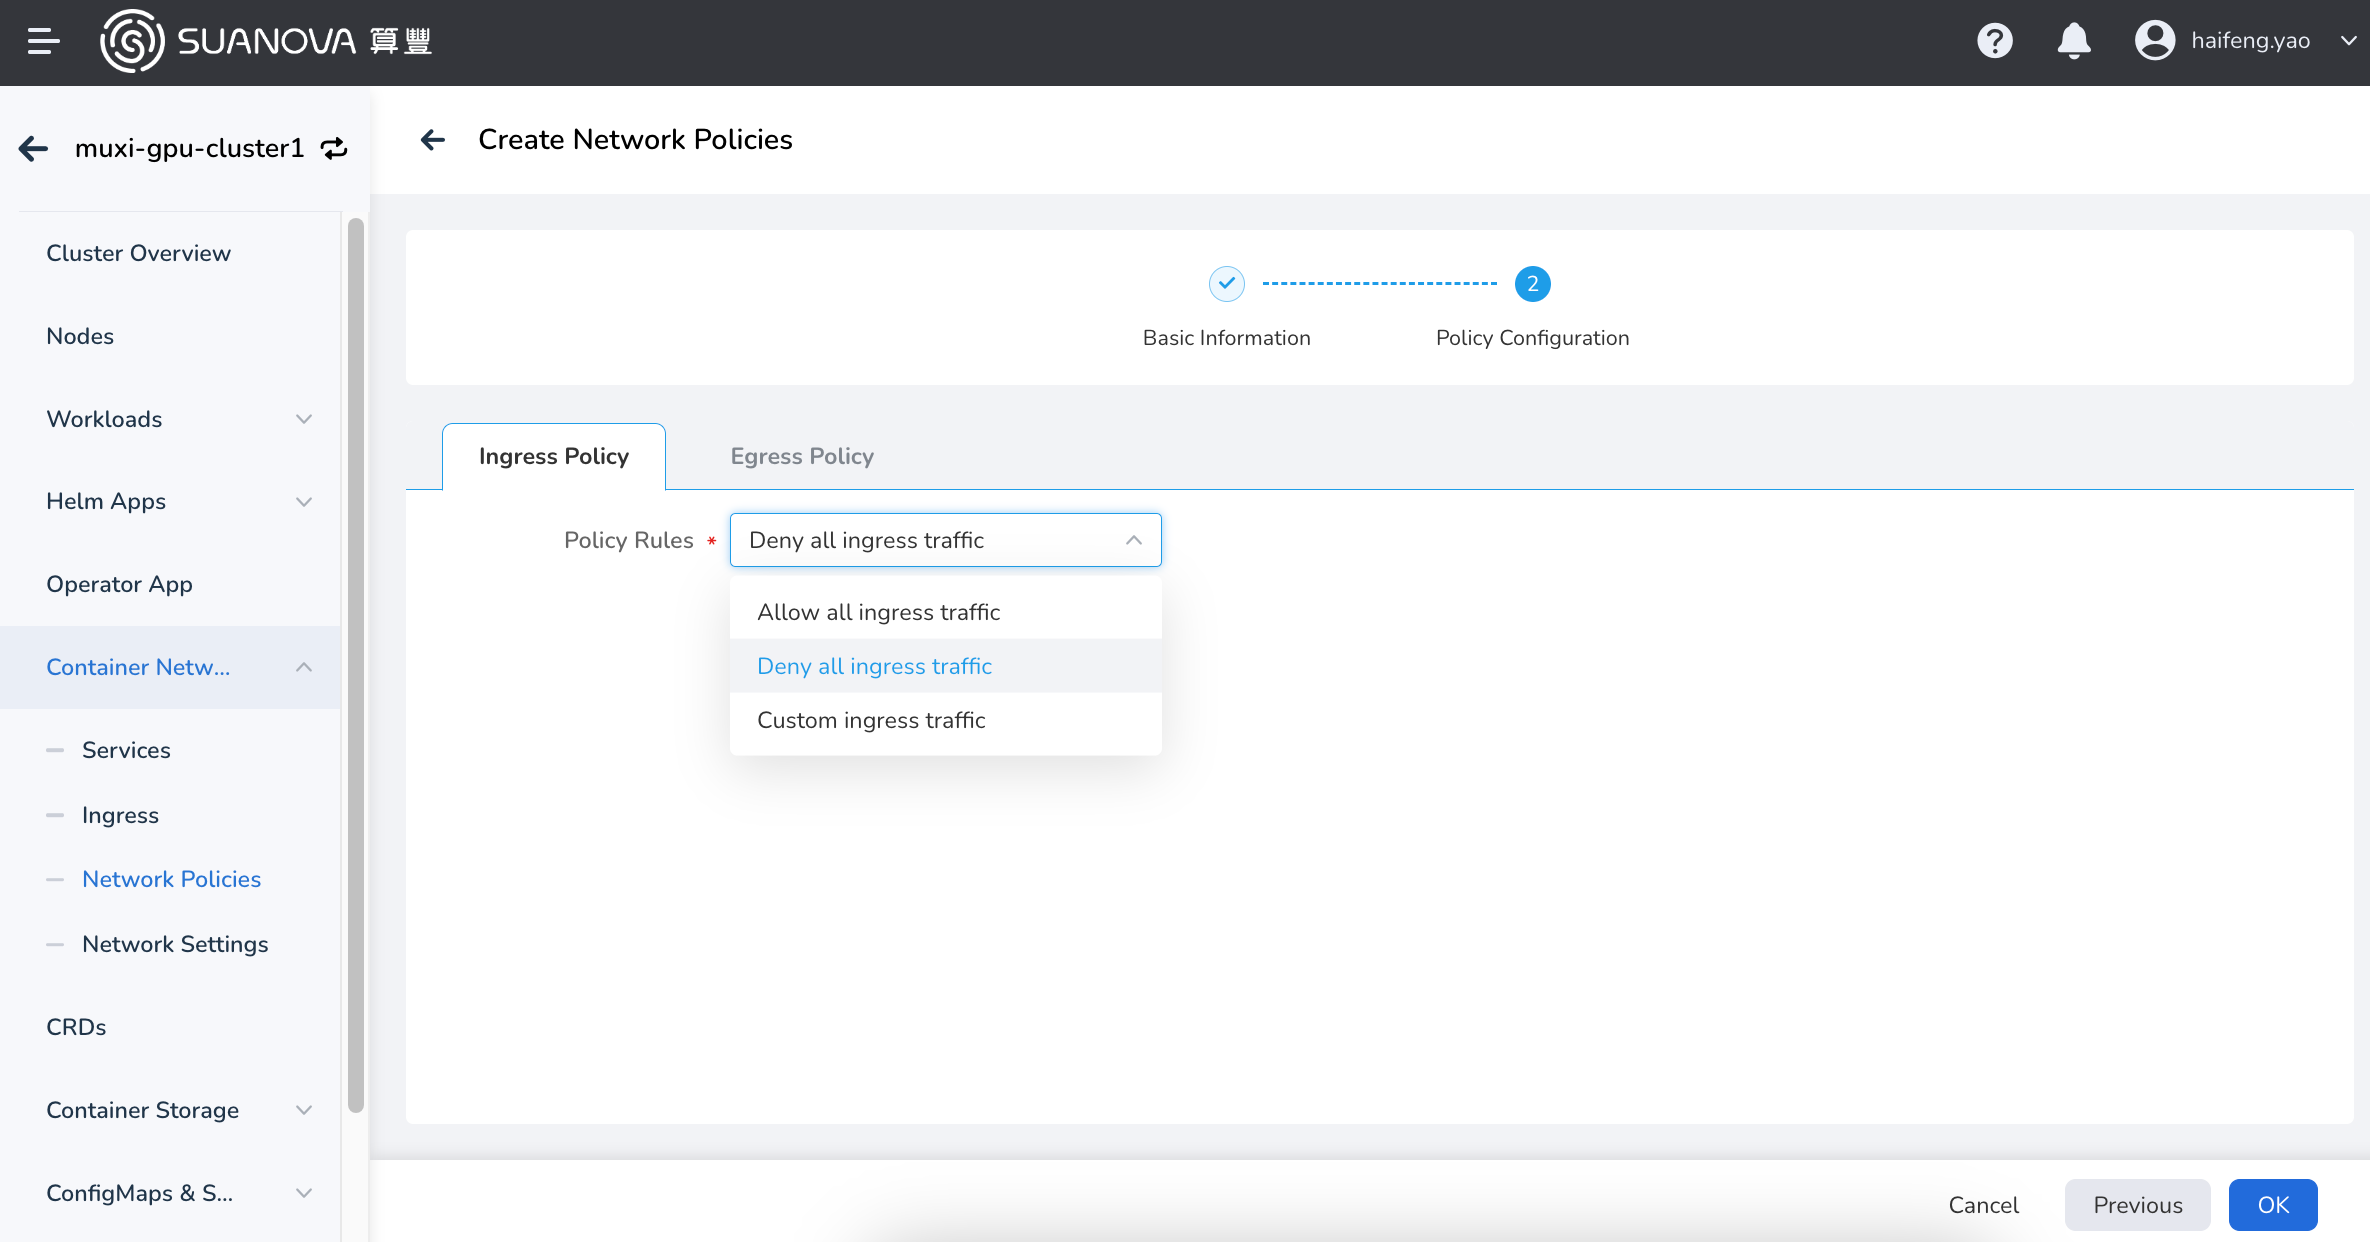 SUANOVA 算豐
haifeng.yao
muxi-gpu-cluster1
Create Network Policies
Cluster Overview
Nodes
Workloads
Helm Apps
Operator App
Container Netw...
Services
Ingress
Network Policies
Network Settings
CRDs
Container Storage
ConfigMaps & S...
2
Basic Information
Policy Configuration
Ingress Policy
Egress Policy
Policy Rules *
Deny all ingress traffic
Allow all ingress traffic
Deny all ingress traffic
Custom ingress traffic
Cancel
Previous
OK